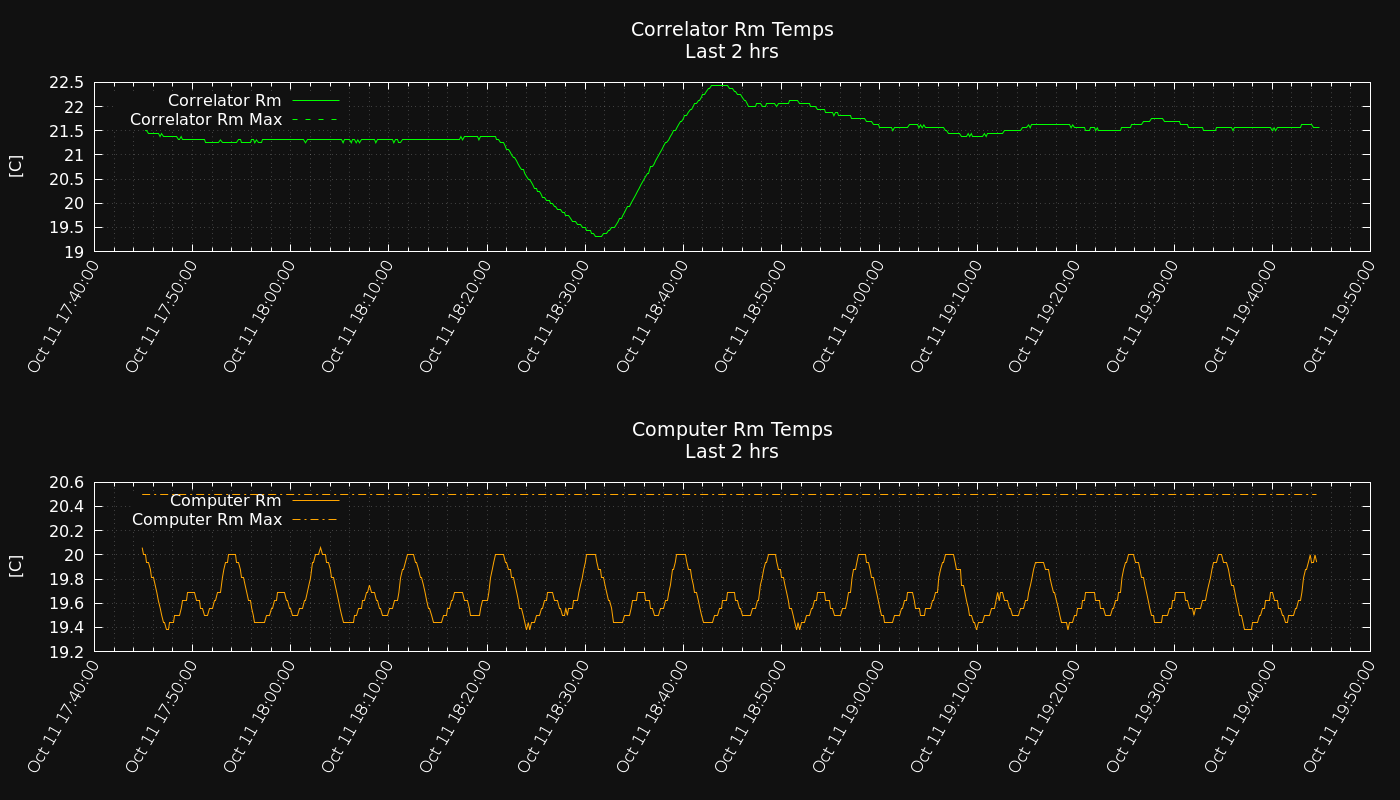 Correlator Rm Temps
Last 2 hrs
22.5
22
21.5
21
20.5
20
19.5
19
[C]
Correlator Rm
Correlator Rm Max
Oct 11 17:40:00
Oct 11 17:50:00
Oct 11 18:00:00
Oct 11 18:10:00
Oct 11 18:20:00
Oct 11 18:30:00
Oct 11 18:40:00
Oct 11 18:50:00
Oct 11 19:00:00
Oct 11 19:10:00
Oct 11 19:20:00
Oct 11 19:30:00
Oct 11 19:40:00
Oct 11 19:50:00
Computer Rm Temps
Last 2 hrs
20.6
20.4
20.2
20
19.8
19.6
19.4
19.2
[C]
Computer Rm
Computer Rm Max
Oct 11 17:40:00
Oct 11 17:50:00
Oct 11 18:00:00
Oct 11 18:10:00
Oct 11 18:20:00
Oct 11 18:30:00
Oct 11 18:40:00
Oct 11 18:50:00
Oct 11 19:00:00
Oct 11 19:10:00
Oct 11 19:20:00
Oct 11 19:30:00
Oct 11 19:40:00
Oct 11 19:50:00